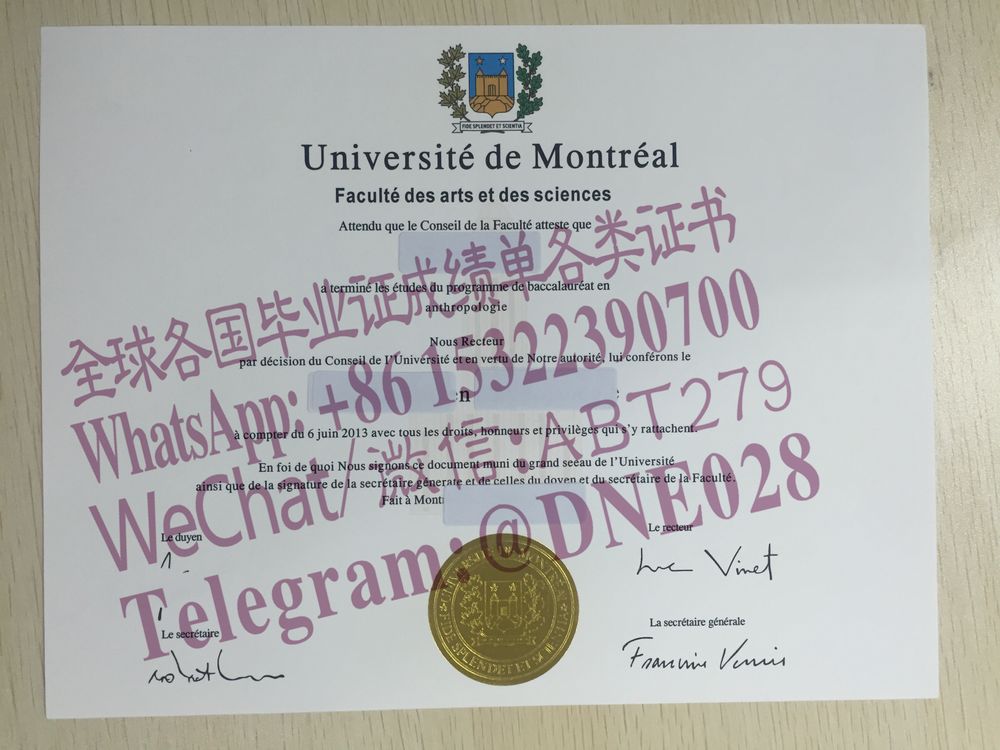 FIDE SPLENDET ET SCIENTIA
Université de Montréal
Faculté des arts et des sciences
Attendu que le Conseil de la Faculté atteste que
a terminé les études du programme de baccalauréat en
anthropologie
Nous Recteur
par décision du Conseil de l'Université et en vertu de Notre autorité, lui conférons le
à compter du 6 juin 2013 avec tous les droits, honneurs et privilèges qui s'y rattachent.
En foi de quoi Nous signons ce document muni du grand seeau de l'Université
ainsi que de la signature de la secrétaire générate et de celles du doyen et du secrétaire de la Faculté.
Fait à Mont
Le duyen
Le recteur
Luc Vinet
Le secrétaire
La secrétaire générale
全球各国毕业证成绩单各类证书
WhatsApp: +86 15322390700
WeChat/微信:ABT279
Telegram: @DNE028